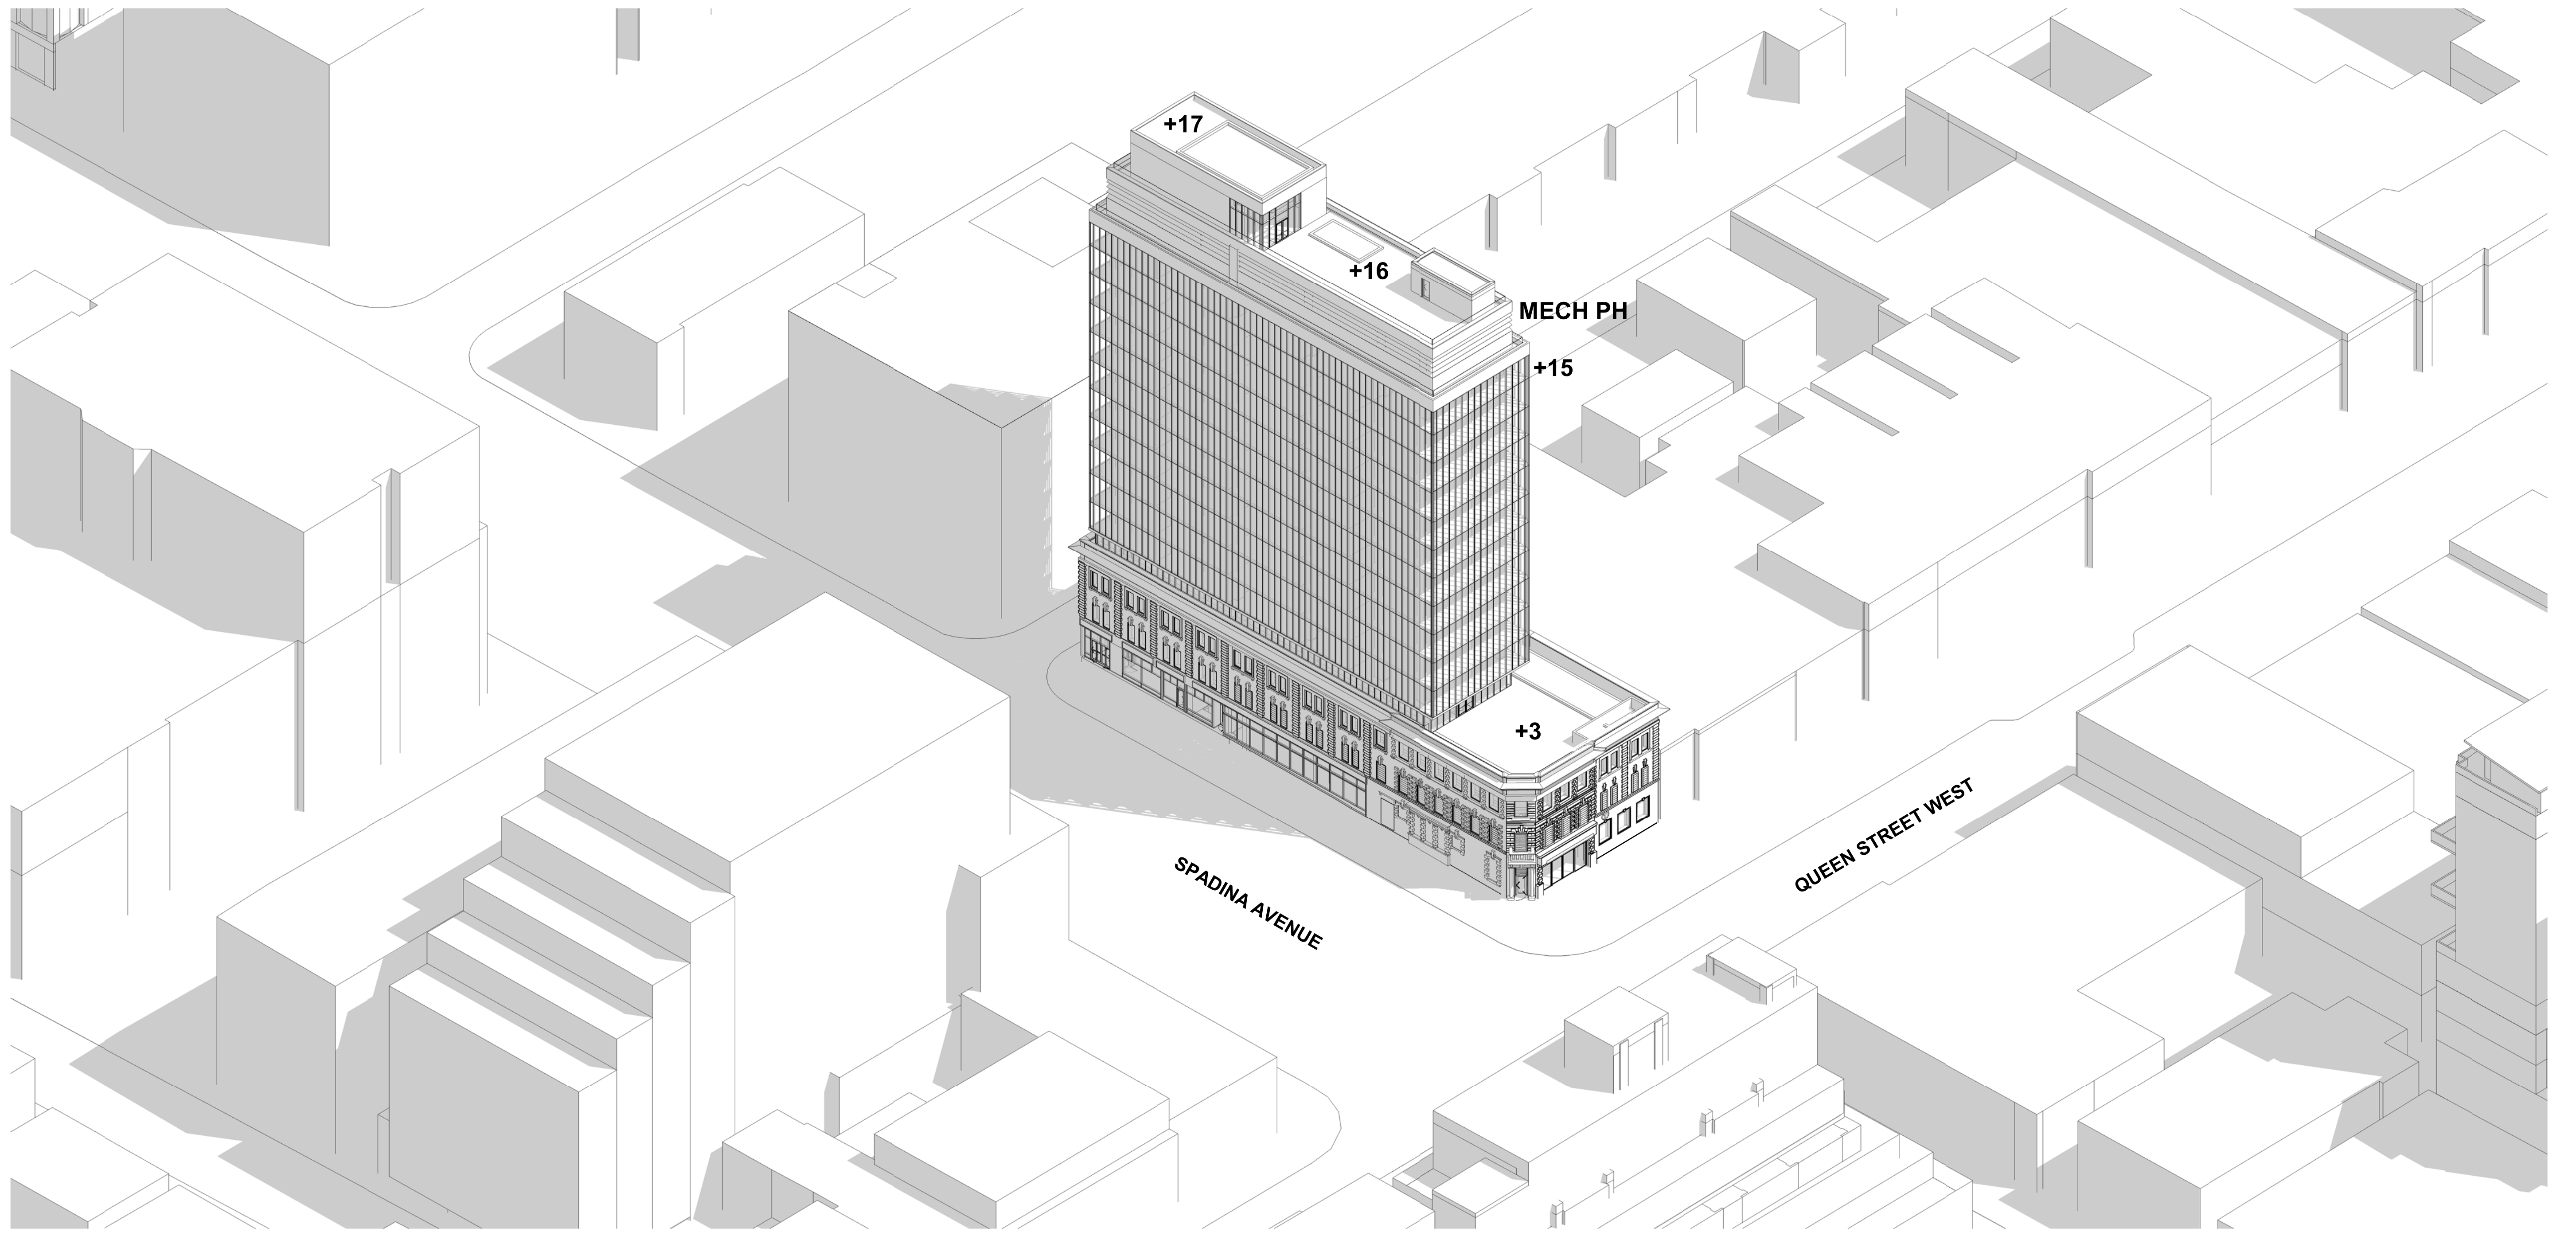 +17
+16
MECH PH
+15
+3
SPADINA AVENUE
QUEEN STREET WEST